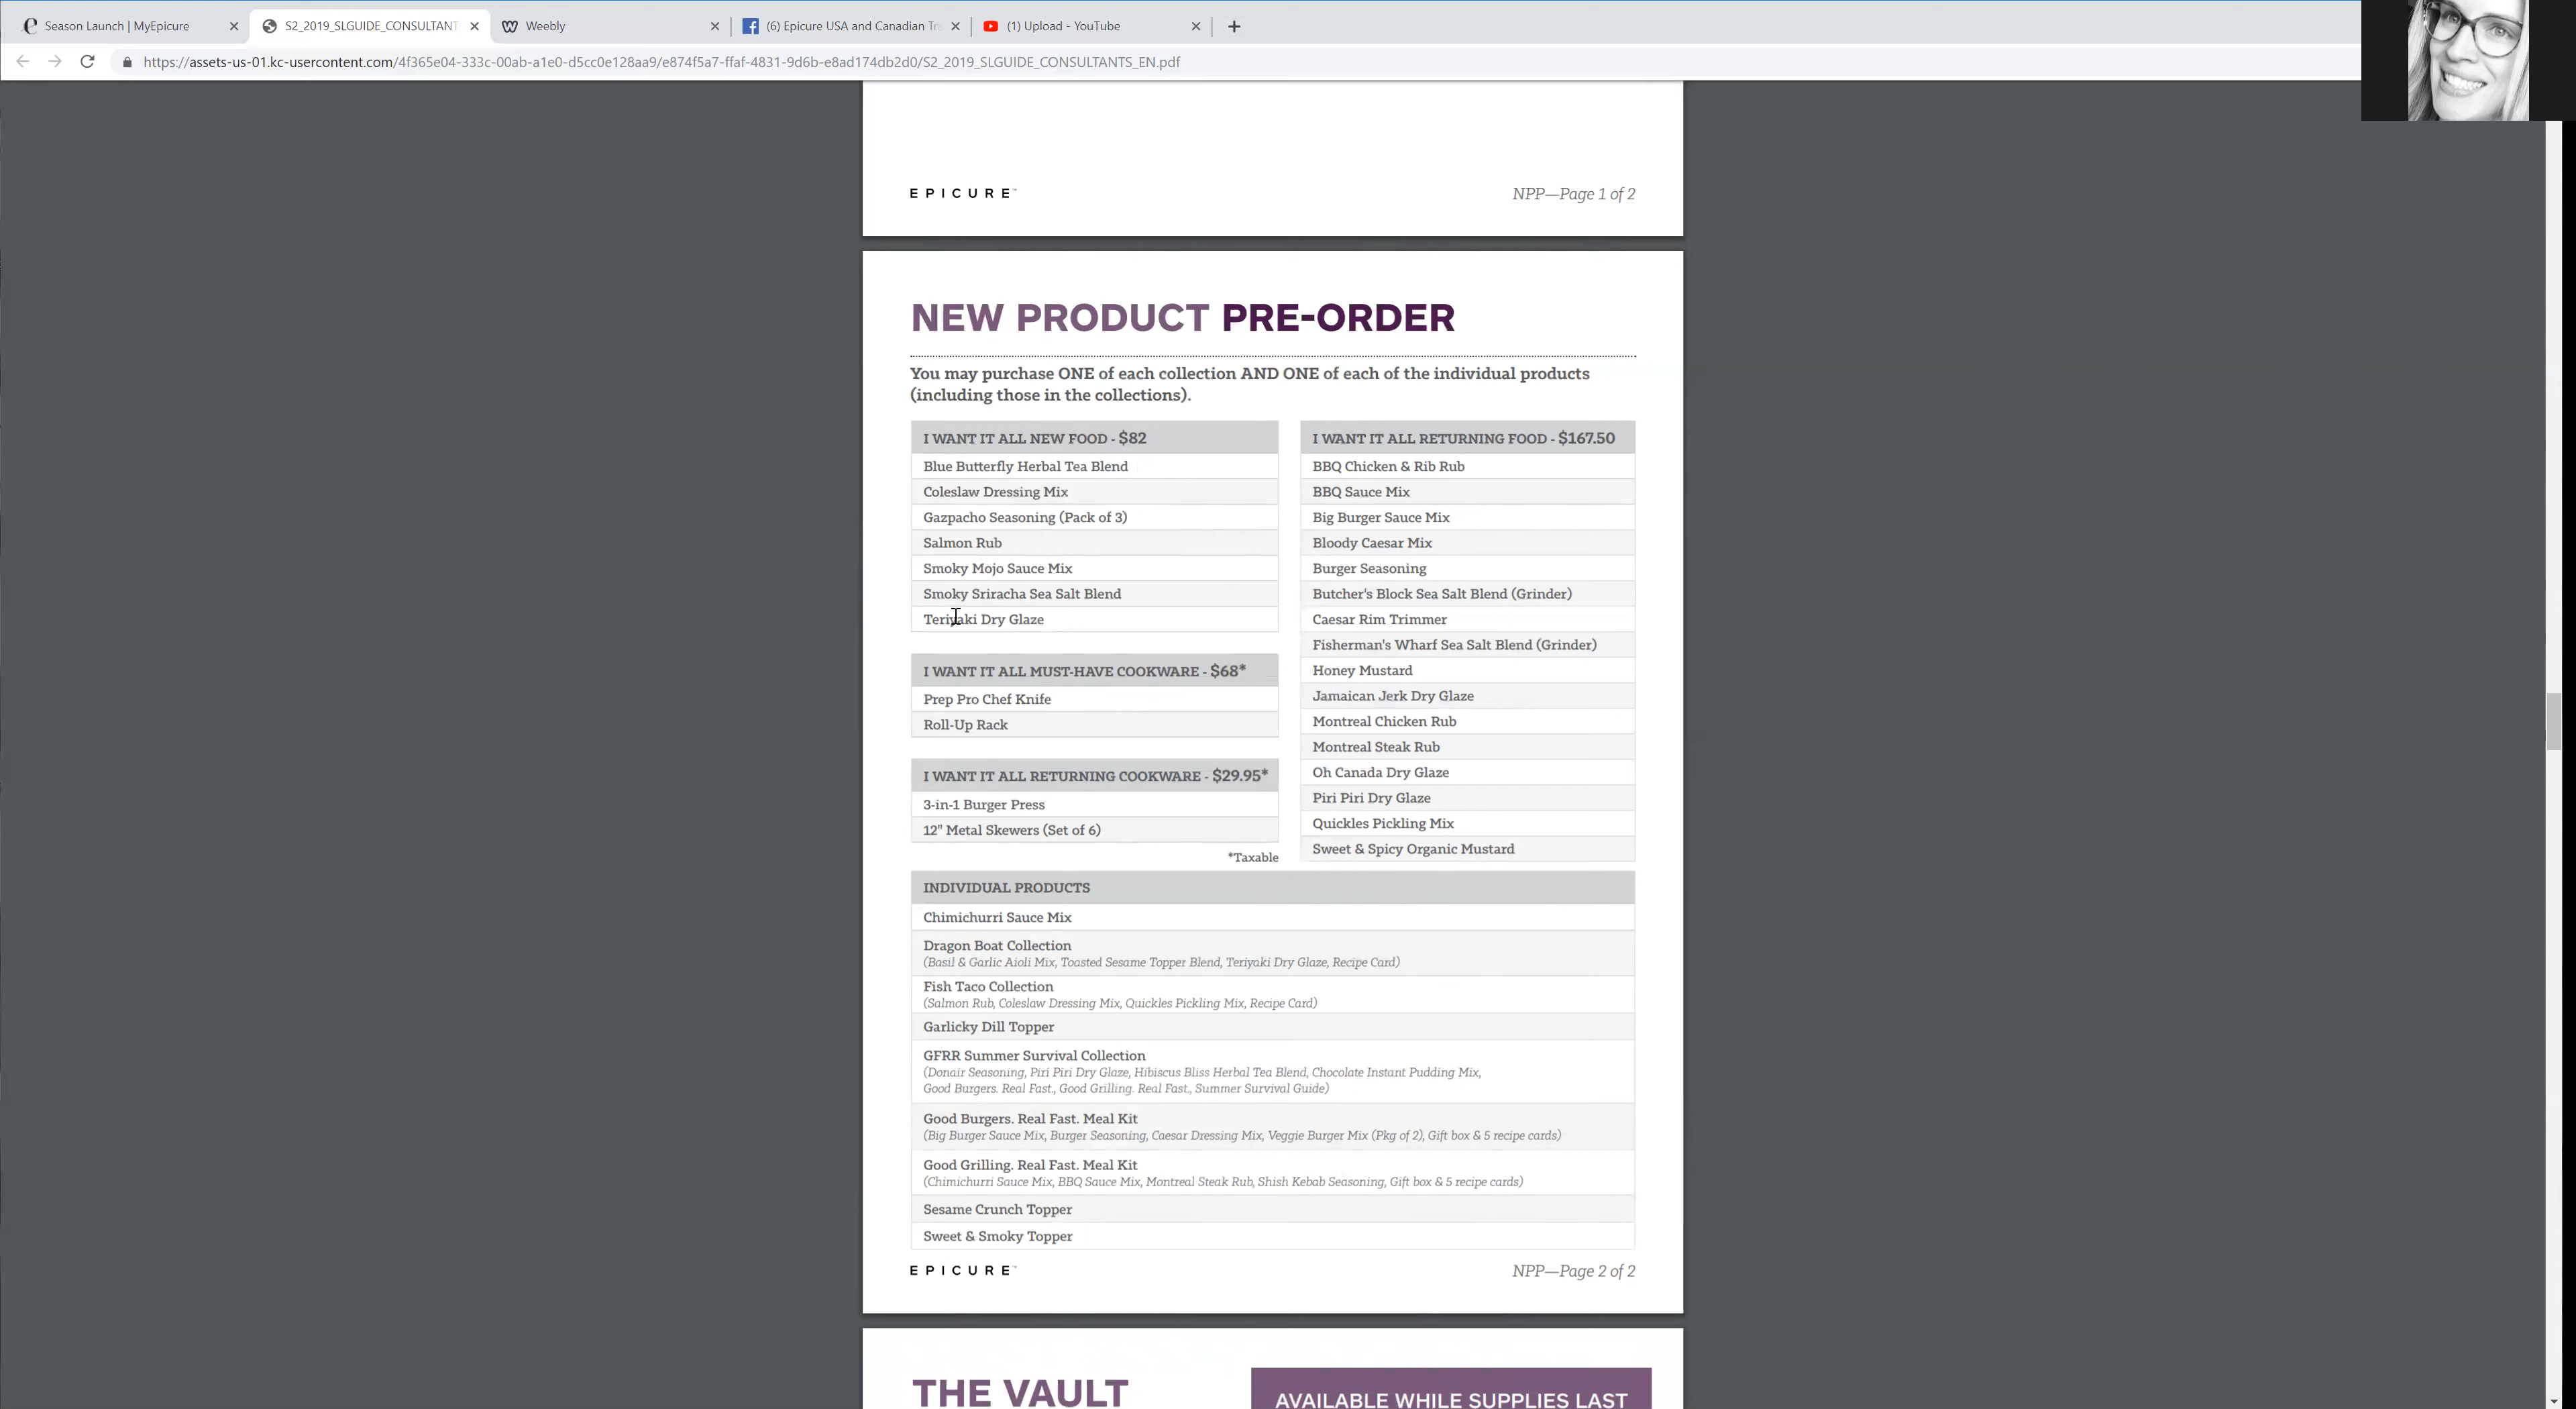 Season Launch | MyEpicure
S2_2019_SLGUIDE_CONSULTANT
Weebly
(6) Epicure USA and Canadian Tr
(1) Upload - YouTube
https://assets-us-01.kc-usercontent.com/4f365e04-333c-00ab-a1e0-d5cc0e128aa9/e874f5a7-ffaf-4831-9d6b-e8ad174db2d0/S2_2019_SLGUIDE_CONSULTANTS_EN.pdf
EPICURE™
NPP—Page 1 of 2
NEW PRODUCT PRE-ORDER
You may purchase ONE of each collection AND ONE of each of the individual products
(including those in the collections).
I WANT IT ALL NEW FOOD - $82
Blue Butterfly Herbal Tea Blend
Coleslaw Dressing Mix
Gazpacho Seasoning (Pack of 3)
Salmon Rub
Smoky Mojo Sauce Mix
Smoky Sriracha Sea Salt Blend
Teriyaki Dry Glaze
I WANT IT ALL MUST-HAVE COOKWARE - $68*
Prep Pro Chef Knife
Roll-Up Rack
I WANT IT ALL RETURNING COOKWARE - $29.95*
3-in-1 Burger Press
12" Metal Skewers (Set of 6)
*Taxable
I WANT IT ALL RETURNING FOOD - $167.50
BBQ Chicken & Rib Rub
BBQ Sauce Mix
Big Burger Sauce Mix
Bloody Caesar Mix
Burger Seasoning
Butcher's Block Sea Salt Blend (Grinder)
Caesar Rim Trimmer
Fisherman's Wharf Sea Salt Blend (Grinder)
Honey Mustard
Jamaican Jerk Dry Glaze
Montreal Chicken Rub
Montreal Steak Rub
Oh Canada Dry Glaze
Piri Piri Dry Glaze
Quickles Pickling Mix
Sweet & Spicy Organic Mustard
INDIVIDUAL PRODUCTS
Chimichurri Sauce Mix
Dragon Boat Collection
(Basil & Garlic Aioli Mix, Toasted Sesame Topper Blend, Teriyaki Dry Glaze, Recipe Card)
Fish Taco Collection
(Salmon Rub, Coleslaw Dressing Mix, Quickles Pickling Mix, Recipe Card)
Garlicky Dill Topper
GFRR Summer Survival Collection
(Donair Seasoning, Piri Piri Dry Glaze, Hibiscus Bliss Herbal Tea Blend, Chocolate Instant Pudding Mix,
Good Burgers. Real Fast., Good Grilling. Real Fast., Summer Survival Guide)
Good Burgers. Real Fast. Meal Kit
(Big Burger Sauce Mix, Burger Seasoning, Caesar Dressing Mix, Veggie Burger Mix (Pkg of 2), Gift box & 5 recipe cards)
Good Grilling. Real Fast. Meal Kit
(Chimichurri Sauce Mix, BBQ Sauce Mix, Montreal Steak Rub, Shish Kebab Seasoning, Gift box & 5 recipe cards)
Sesame Crunch Topper
Sweet & Smoky Topper
EPICURE™
NPP—Page 2 of 2
THE VAULT
AVAILABLE WHILE SUPPLIES LAST